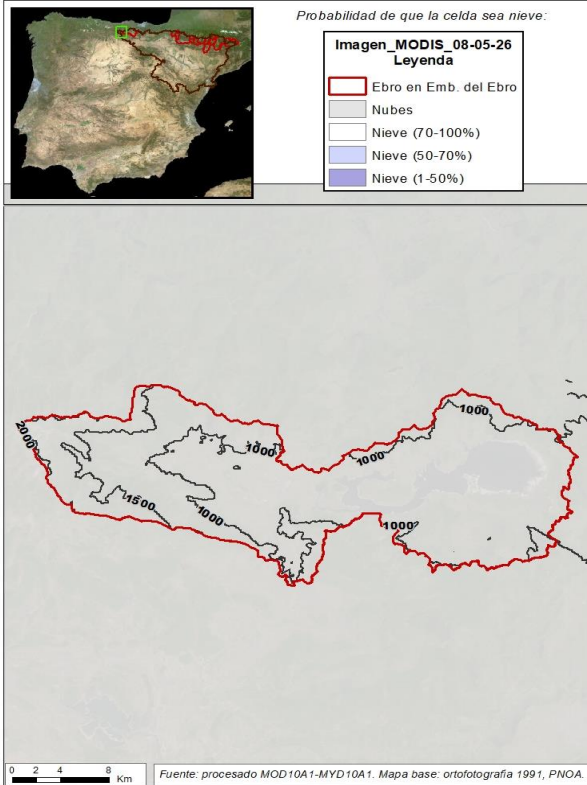 Probabilidad de que la celda sea nieve:
Imagen_MODIS_08-05-26
Leyenda
Ebro en Emb. del Ebro
Nubes
Nieve (70-100%)
Nieve (50-70%)
Nieve (1-50%)
1000
2000
1000
1000
1500
1000
1000
0 2 4 8
Km
Fuente: procesado MOD10A1-MYD10A1. Mapa base: ortofotografia 1991, PNOA.